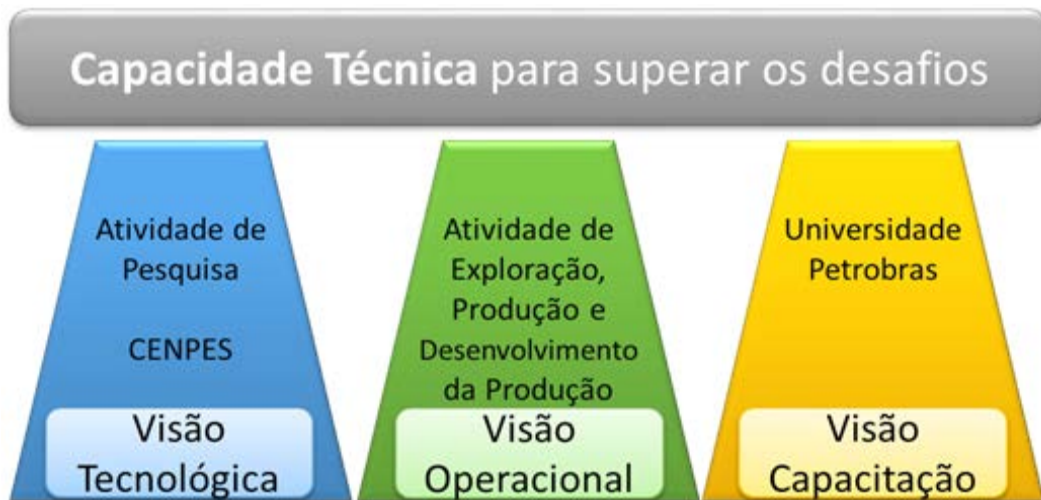 Capacidade Técnica para superar os desafios
Atividade de
Pesquisa
CENPES
Visão
Tecnológica
Atividade de
Exploração,
Produção e
Desenvolvimento
da Produção
Visão
Operacional
Universidade
Petrobras
Visão
Capacitação